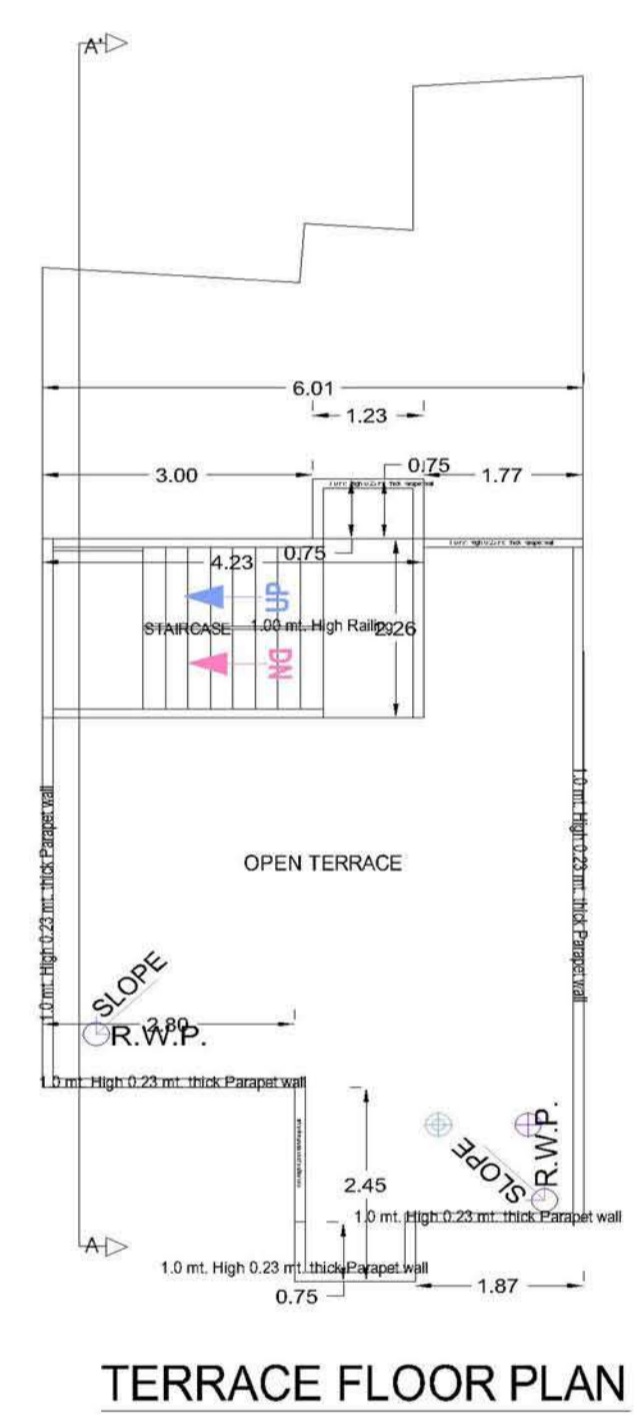 A'
6.01
1.23
3.00
0.75
1.77
0.75
4.23
UP
STAIRCASE
1.00 mt. High Railing
2.26
DN
1.0 mt. High 0.23 mt. thick Parapet wall
1.0 mt. High 0.23 mt. thick Parapet wall
OPEN TERRACE
SLOPE
2.80
R.W.P.
1.0 mt. High 0.23 mt. thick Parapet wall
R.W.P.
SLOPE
2.45
1.0 mt. High 0.23 mt. thick Parapet wall
A
1.0 mt. High 0.23 mt. thick Parapet wall
0.75
1.87
TERRACE FLOOR PLAN